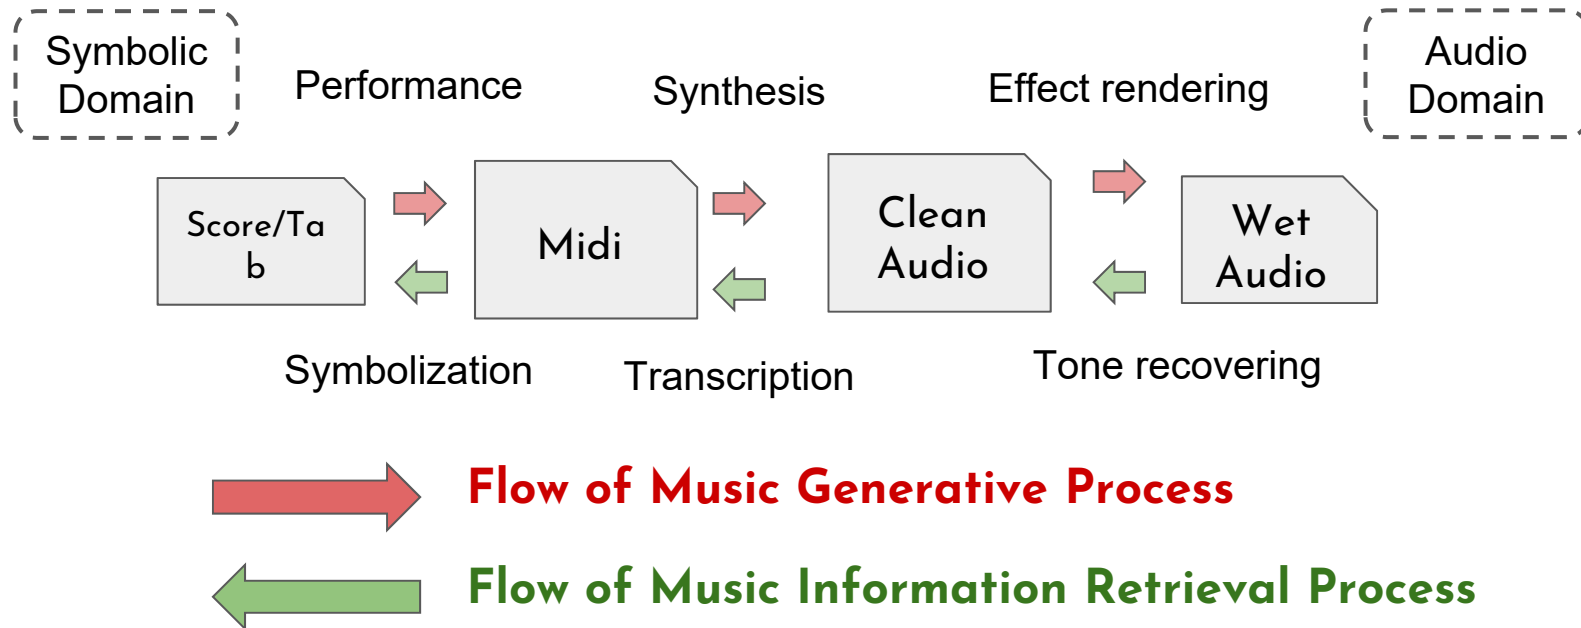 Symbolic
Domain
Performance
Synthesis
Effect rendering
Audio
Domain
Score/Ta
b
Midi
Clean
Audio
Wet
Audio
Symbolization
Transcription
Tone recovering
Flow of Music Generative Process
Flow of Music Information Retrieval Process